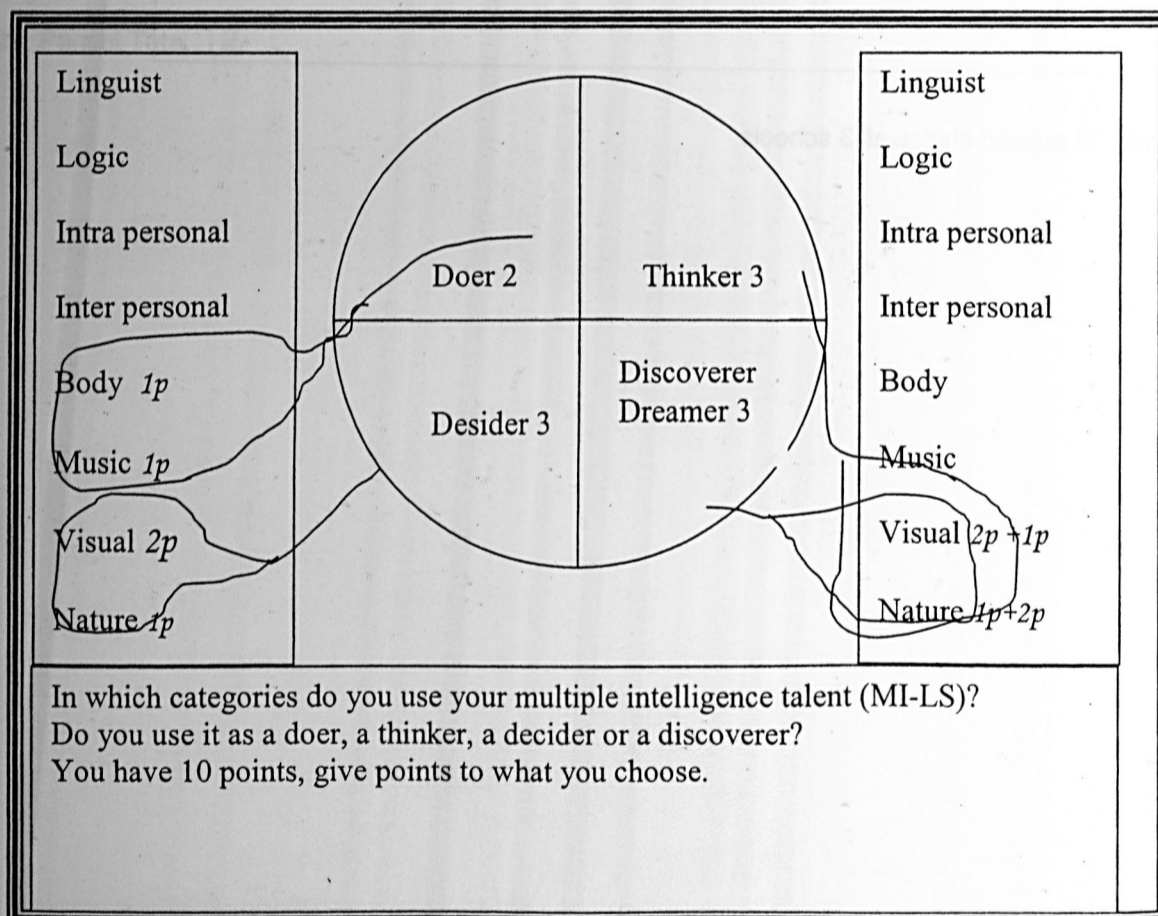 Linguist
Logic
Intra personal
Inter personal
Body 1p
Music 1p
Visual 2p
Nature 1p
Doer 2
Thinker 3
Desider 3
Discoverer
Dreamer 3
Linguist
Logic
Intra personal
Inter personal
Body
Music
Visual 2p +1p
Nature 1p+2p
In which categories do you use your multiple intelligence talent (MI-LS)?
Do you use it as a doer, a thinker, a decider or a discoverer?
You have 10 points, give points to what you choose.